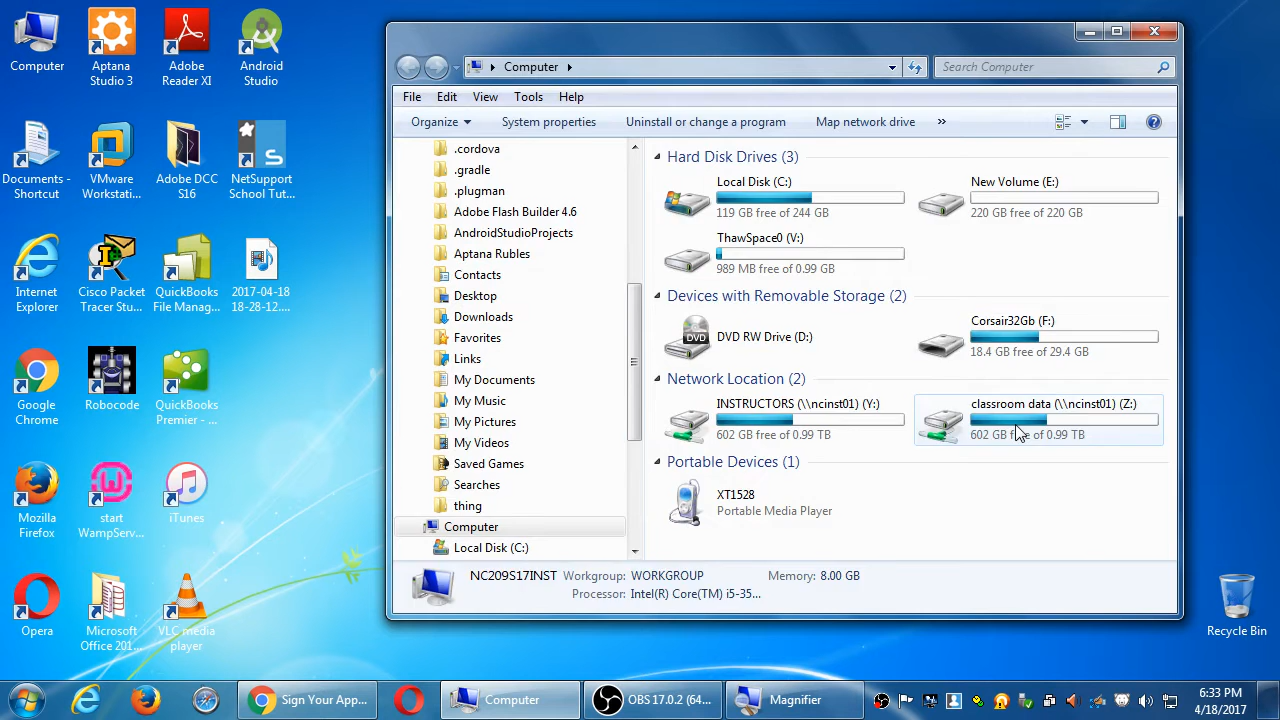 Computer
Aptana
Studio 3
Adobe
Reader XI
Android
Studio
Documents -
Shortcut
VMware
Workstati...
Adobe DCC
S16
NetSupport
School Tut...
Internet
Explorer
Cisco Packet
Tracer Stu...
QuickBooks
File Manag...
2017-04-18
18-28-12....
Google
Chrome
Robocode
QuickBooks
Premier - ...
Mozilla
Firefox
start
WampServ...
iTunes
Opera
Microsoft
Office 201...
VLC media
player
Recycle Bin
Computer
Search Computer
File Edit View Tools Help
Organize System properties Uninstall or change a program Map network drive »
.cordova
.gradle
.plugman
Adobe Flash Builder 4.6
AndroidStudioProjects
Aptana Rubles
Contacts
Desktop
Downloads
Favorites
Links
My Documents
My Music
My Pictures
My Videos
Saved Games
Searches
thing
Computer
Local Disk (C:)
Hard Disk Drives (3)
Local Disk (C:)
119 GB free of 244 GB
New Volume (E:)
220 GB free of 220 GB
ThawSpace0 (V:)
989 MB free of 0.99 GB
Devices with Removable Storage (2)
DVD
DVD RW Drive (D:)
Corsair32Gb (F:)
18.4 GB free of 29.4 GB
Network Location (2)
INSTRUCTORS (\\ncinst01) (Y:)
602 GB free of 0.99 TB
classroom data (\\ncinst01) (Z:)
602 GB free of 0.99 TB
Portable Devices (1)
XT1528
Portable Media Player
NC209S17INST Workgroup: WORKGROUP Memory: 8.00 GB
Processor: Intel(R) Core(TM) i5-35...
Sign Your App...
Computer
OBS 17.0.2 (64...
Magnifier
6:33 PM
4/18/2017